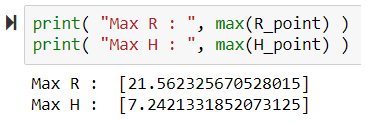 print( "Max R : ", max(R_point) )
print( "Max H : ", max(H_point) )
Max R :  [21.562325670528015]
Max H :  [7.2421331852073125]